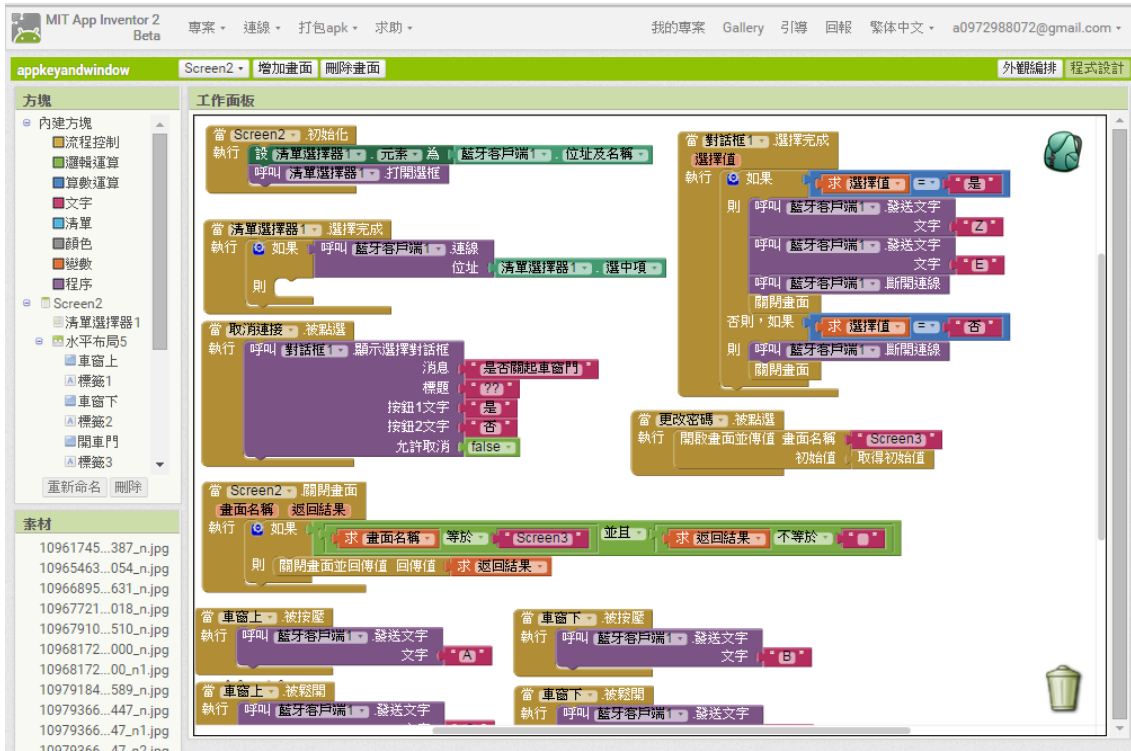 MIT App Inventor 2
Beta
專案 連線 打包apk 求助 我的專案 Gallery 引導 回報 繁体中文 a0972988072@gmail.com
appkeyandwindow Screen2 增加畫面 刪除畫面 外觀編排 程式設計
方塊
內建方塊
流程控制
邏輯運算
算數運算
文字
清單
顏色
變數
程序
Screen2
清單選擇器1
水平布局5
車窗上
標籤1
車窗下
標籤2
開車門
標籤3
重新命名 刪除
素材
10961745...387_n.jpg
10965463...054_n.jpg
10966895...631_n.jpg
10967721...018_n.jpg
10967910...510_n.jpg
10968172...000_n.jpg
10968172...00_n1.jpg
10979184...589_n.jpg
10979366...447_n.jpg
10979366...47_n1.jpg
10979366...47_n2.jpg
工作面板
當 Screen2 .初始化
執行 設 清單選擇器1 . 元素 為 藍牙客戶端1 . 位址及名稱
呼叫 清單選擇器1 .打開選框
當 清單選擇器1 .選擇完成
執行 如果 呼叫 藍牙客戶端1 .連線
位址 清單選擇器1 . 選中項
則
當 取消連接 .被點選
執行 呼叫 對話框1 .顯示選擇對話框
消息 " 是否關起車窗門 "
標題 " ?? "
按鈕1文字 " 是 "
按鈕2文字 " 否 "
允許取消 false
當 對話框1 .選擇完成
選擇值
執行 如果 求 選擇值 = " 是 "
則 呼叫 藍牙客戶端1 .發送文字
文字 " Z "
呼叫 藍牙客戶端1 .發送文字
文字 " E "
呼叫 藍牙客戶端1 .斷開連線
關閉畫面
否則，如果 求 選擇值 = " 否 "
則 呼叫 藍牙客戶端1 .斷開連線
關閉畫面
當 更改密碼 .被點選
執行 開啟畫面並傳值 畫面名稱 " Screen3 "
初始值 取得初始值
當 Screen2 .關閉畫面
畫面名稱 返回結果
執行 如果 求 畫面名稱 等於 " Screen3 " 並且 求 返回結果 不等於 " "
則 關閉畫面並回傳值 回傳值 求 返回結果
當 車窗上 .被按壓
執行 呼叫 藍牙客戶端1 .發送文字
文字 " A "
當 車窗下 .被按壓
執行 呼叫 藍牙客戶端1 .發送文字
文字 " B "
當 車窗上 .被鬆開
執行 呼叫 藍牙客戶端1 .發送文字
當 車窗下 .被鬆開
執行 呼叫 藍牙客戶端1 .發送文字